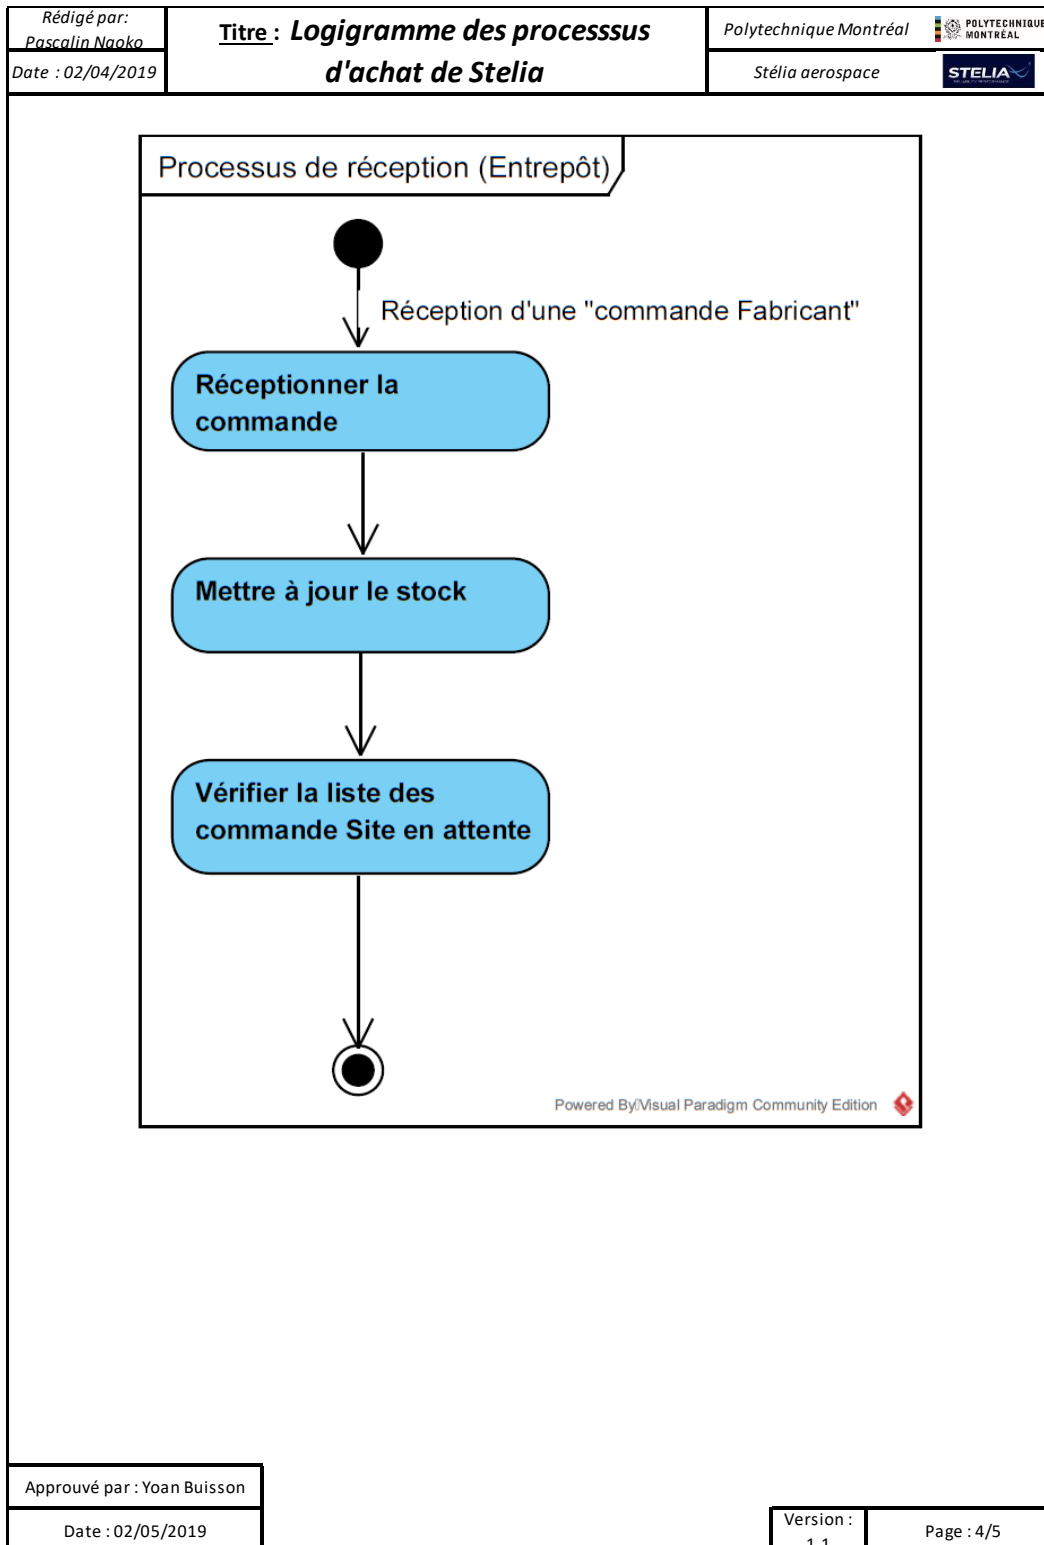 Rédigé par:
Pascalin Ngoko
Date : 02/04/2019
Titre : Logigramme des processsus
d'achat de Stelia
Polytechnique Montréal
POLYTECHNIQUE
MONTRÉAL
Stélia aerospace
STELIA
Processus de réception (Entrepôt)
Réception d'une "commande Fabricant"
Réceptionner la
commande
Mettre à jour le stock
Vérifier la liste des
commande Site en attente
Powered By Visual Paradigm Community Edition
Approuvé par : Yoan Buisson
Date : 02/05/2019
Version :
1.1
Page : 4/5